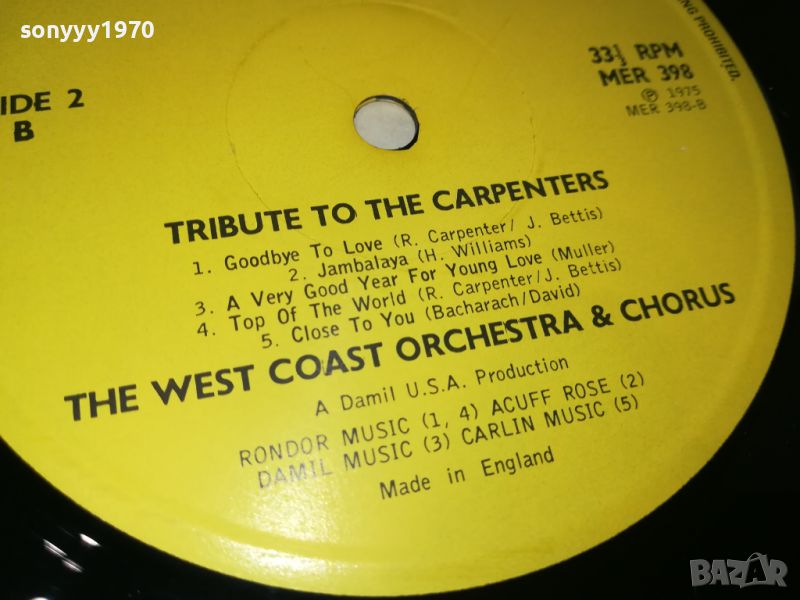 sonyyy1970
NG PROHIBITED.
SIDE 2
B
33⅓ RPM
MER 398
℗ 1975
MER 398-B
TRIBUTE TO THE CARPENTERS
1. Goodbye To Love (R. Carpenter/ J. Bettis)
2. Jambalaya (H. Williams)
3. A Very Good Year For Young Love (Muller)
4. Top Of The World (R. Carpenter/J. Bettis)
5. Close To You (Bacharach/David)
THE WEST COAST ORCHESTRA & CHORUS
A Damil U.S.A. Production
RONDOR MUSIC (1, 4) ACUFF ROSE (2)
DAMIL MUSIC (3) CARLIN MUSIC (5)
Made in England
BAZAR